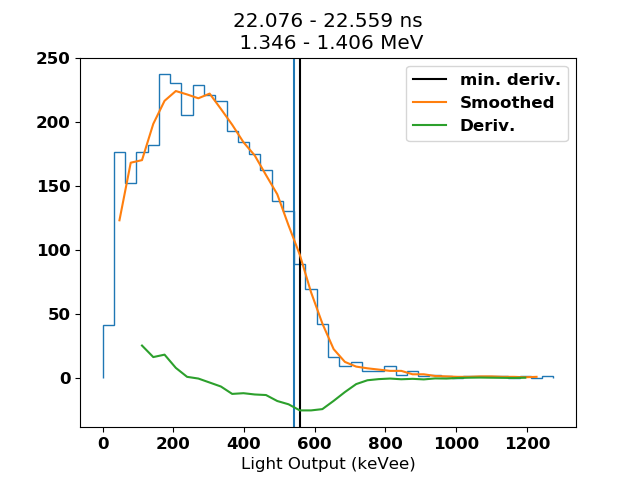 22.076 - 22.559 ns
1.346 - 1.406 MeV
250
200
150
100
50
0
min. deriv.
Smoothed
Deriv.
0 200 400 600 800 1000 1200
Light Output (keVee)